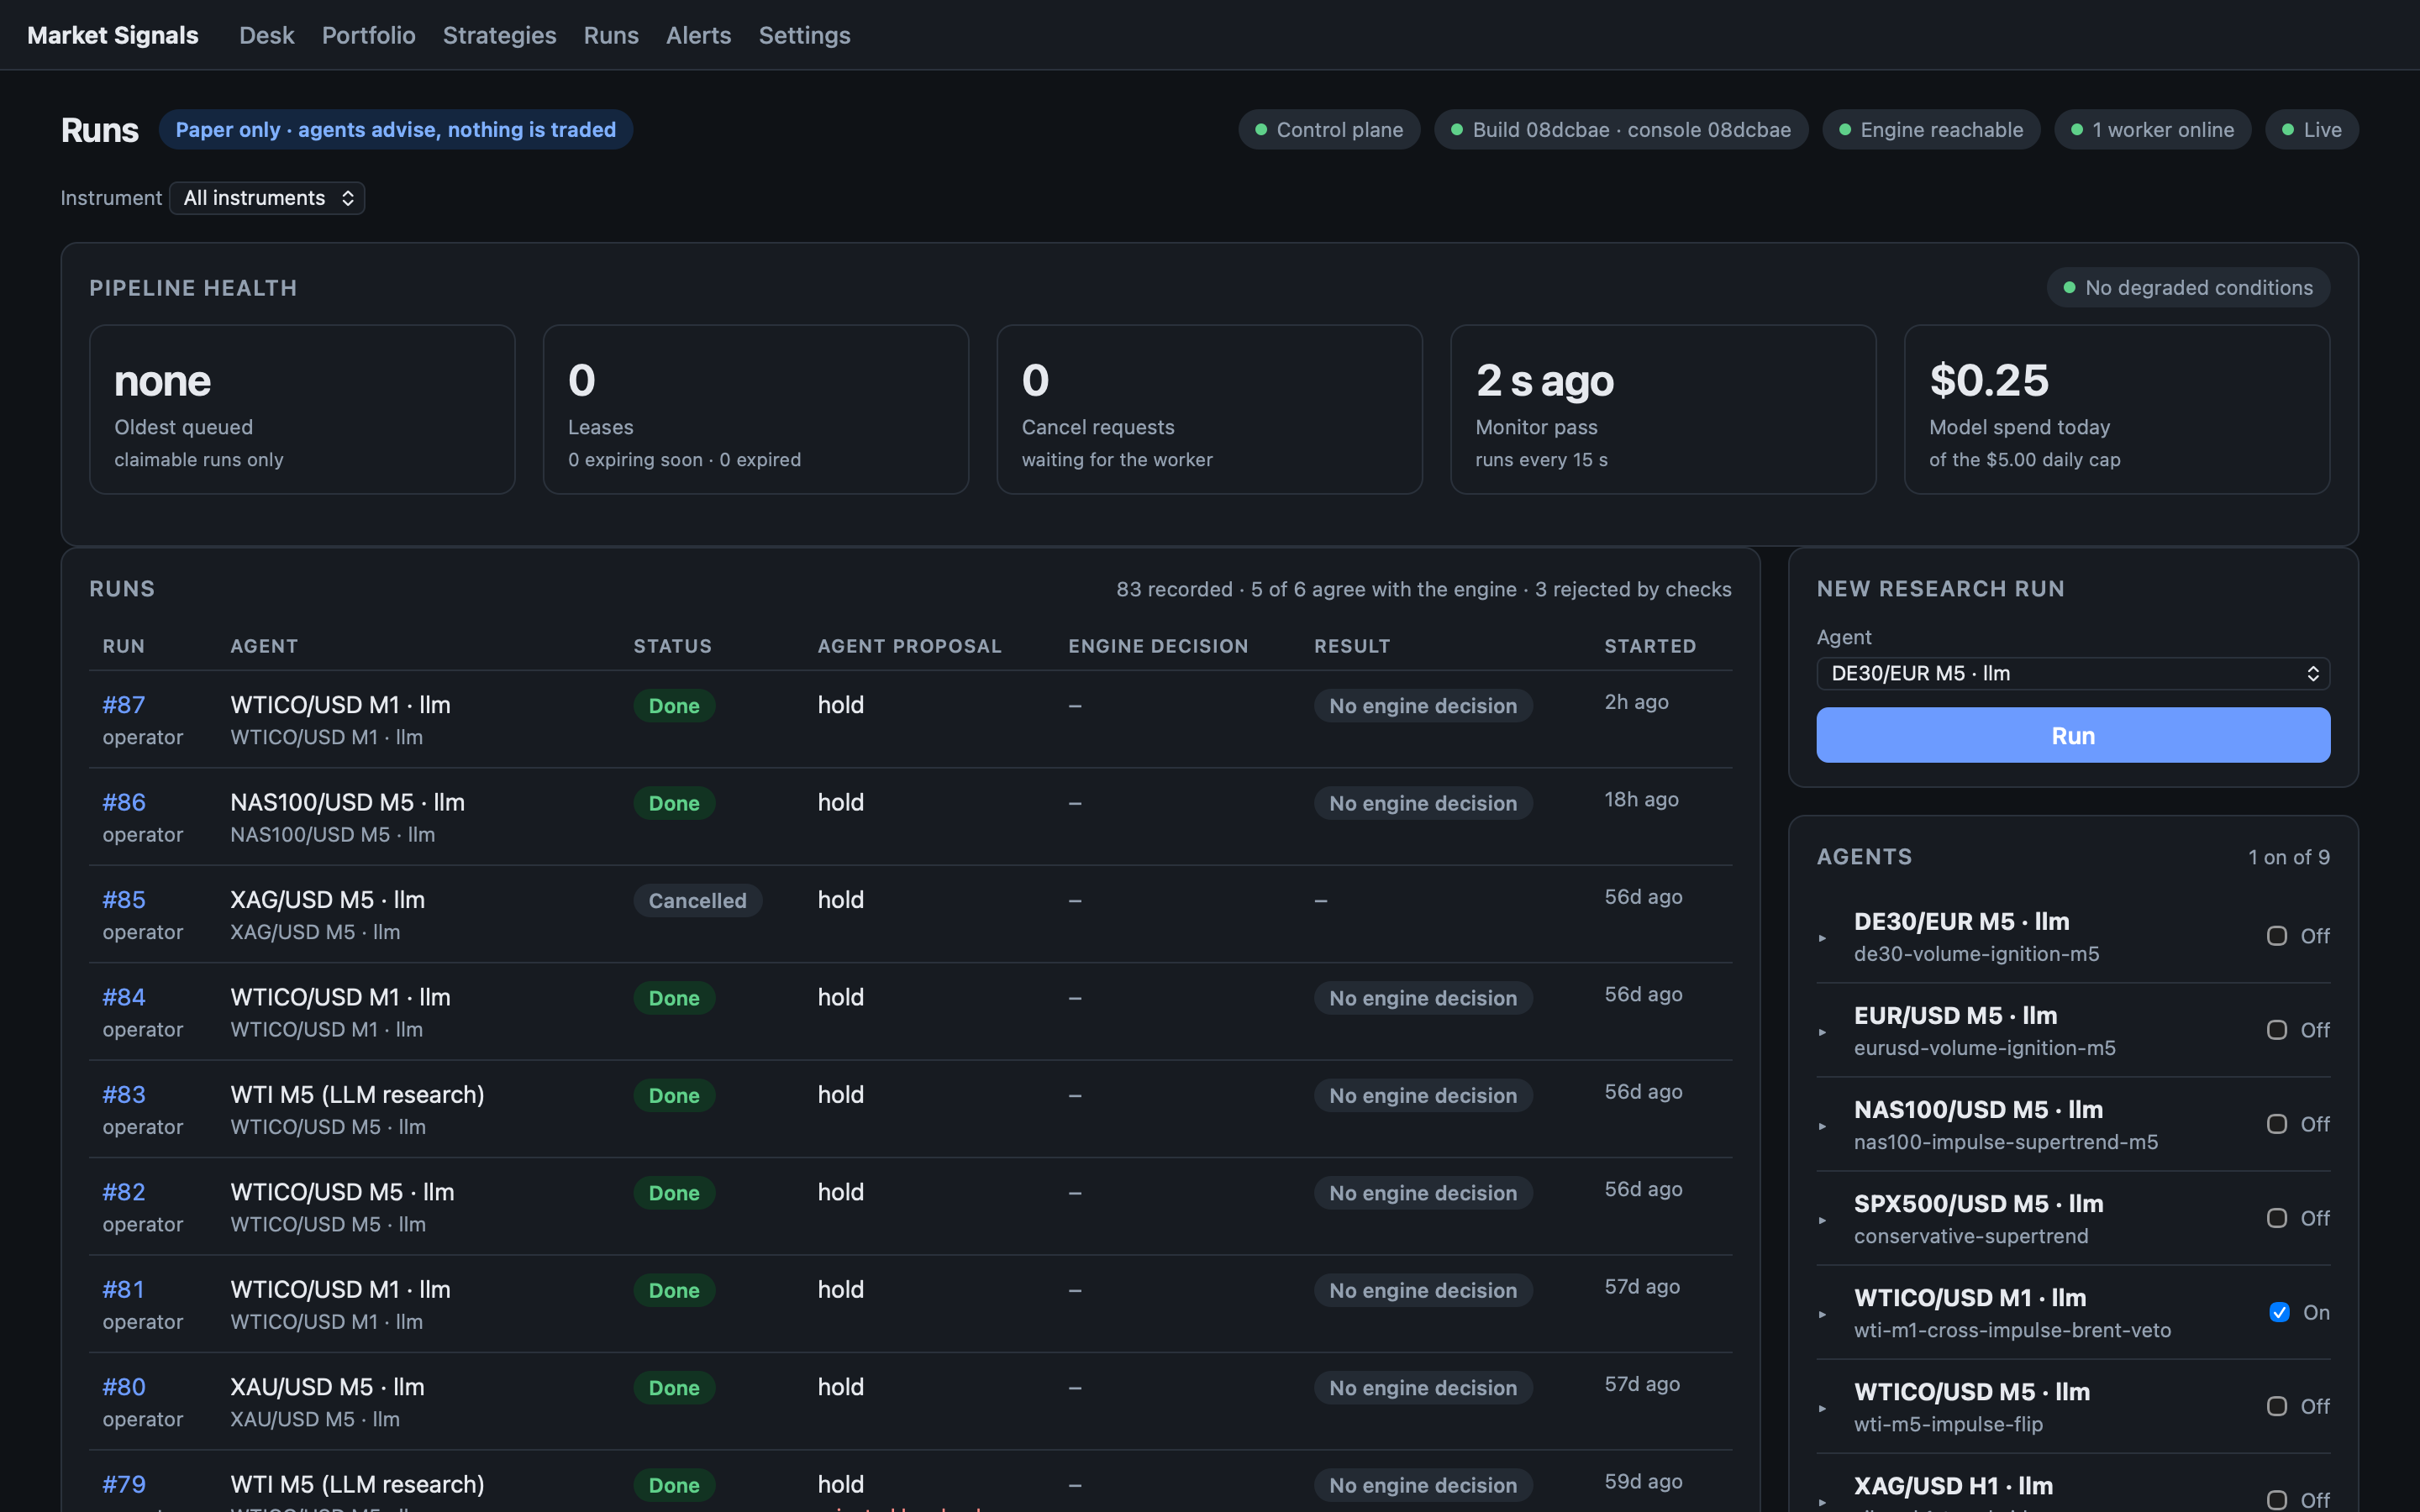 Market Signals Desk Portfolio Strategies Runs Alerts Settings
Runs Paper only · agents advise, nothing is traded Control plane Build 08dcbae · console 08dcbae Engine reachable 1 worker online Live
Instrument All instruments
PIPELINE HEALTH No degraded conditions
none
Oldest queued
claimable runs only
0
Leases
0 expiring soon · 0 expired
0
Cancel requests
waiting for the worker
2 s ago
Monitor pass
runs every 15 s
$0.25
Model spend today
of the $5.00 daily cap
RUNS 83 recorded · 5 of 6 agree with the engine · 3 rejected by checks
RUN AGENT STATUS AGENT PROPOSAL ENGINE DECISION RESULT STARTED
#87 WTICO/USD M1 · llm Done hold – No engine decision 2h ago
operator WTICO/USD M1 · llm
#86 NAS100/USD M5 · llm Done hold – No engine decision 18h ago
operator NAS100/USD M5 · llm
#85 XAG/USD M5 · llm Cancelled hold – – 56d ago
operator XAG/USD M5 · llm
#84 WTICO/USD M1 · llm Done hold – No engine decision 56d ago
operator WTICO/USD M1 · llm
#83 WTI M5 (LLM research) Done hold – No engine decision 56d ago
operator WTICO/USD M5 · llm
#82 WTICO/USD M5 · llm Done hold – No engine decision 56d ago
operator WTICO/USD M5 · llm
#81 WTICO/USD M1 · llm Done hold – No engine decision 57d ago
operator WTICO/USD M1 · llm
#80 XAU/USD M5 · llm Done hold – No engine decision 57d ago
operator XAU/USD M5 · llm
#79 WTI M5 (LLM research) Done hold – No engine decision 59d ago
NEW RESEARCH RUN
Agent
DE30/EUR M5 · llm
Run
AGENTS 1 on of 9
DE30/EUR M5 · llm Off
de30-volume-ignition-m5
EUR/USD M5 · llm Off
eurusd-volume-ignition-m5
NAS100/USD M5 · llm Off
nas100-impulse-supertrend-m5
SPX500/USD M5 · llm Off
conservative-supertrend
WTICO/USD M1 · llm On
wti-m1-cross-impulse-brent-veto
WTICO/USD M5 · llm Off
wti-m5-impulse-flip
XAG/USD H1 · llm Off